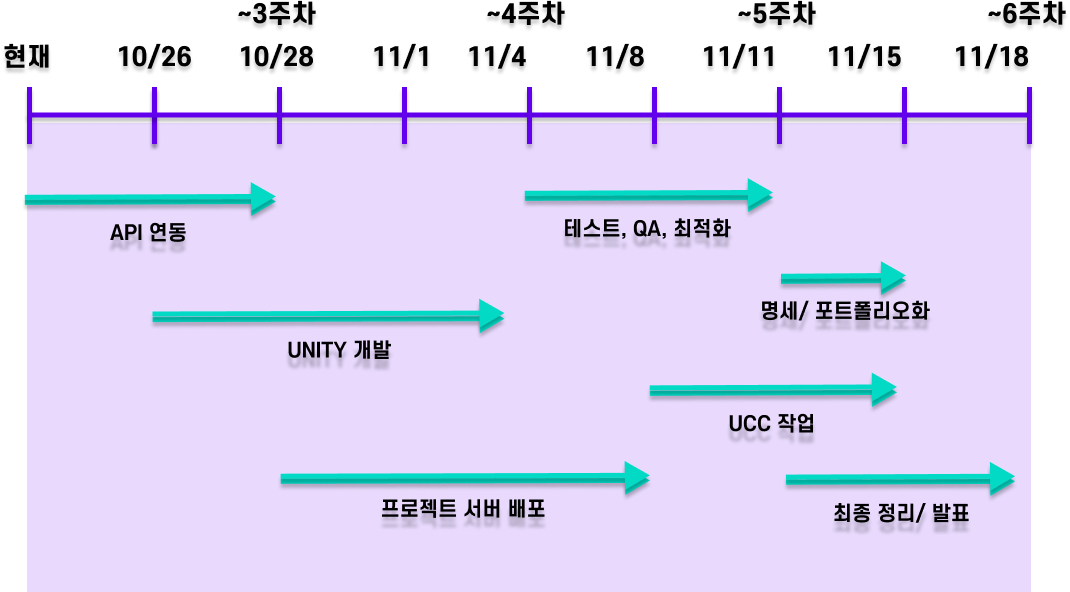 ~3주차 ~4주차 ~5주차 ~6주차
현재 10/26 10/28 11/1 11/4 11/8 11/11 11/15 11/18
API 연동
테스트, QA, 최적화
명세/ 포트폴리오화
UNITY 개발
UCC 작업
프로젝트 서버 배포
최종 정리/ 발표